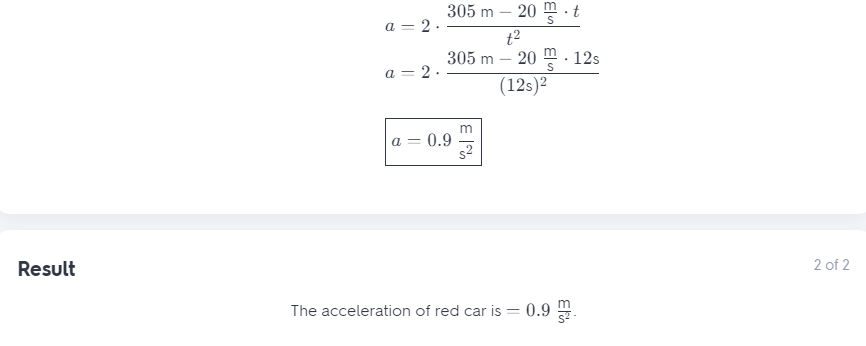 a = 2 · (305 m − 20 m/s · t) / t²
a = 2 · (305 m − 20 m/s · 12s) / (12s)²
a = 0.9 m/s²
Result
2 of 2
The acceleration of red car is = 0.9 m/s².